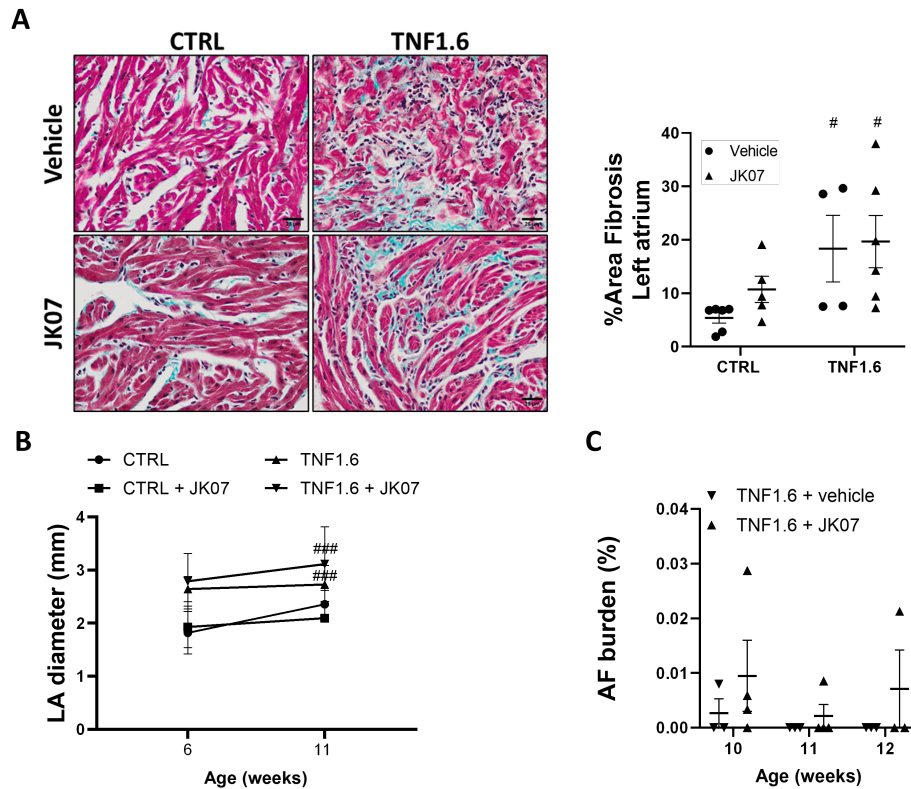 A
CTRL
TNF1.6
Vehicle
JK07
%Area Fibrosis
Left atrium
40
30
20
10
0
Vehicle
JK07
#
#
CTRL
TNF1.6
B
CTRL
TNF1.6
CTRL + JK07
TNF1.6 + JK07
LA diameter (mm)
4
3
2
1
0
###
###
6
11
Age (weeks)
C
TNF1.6 + vehicle
TNF1.6 + JK07
AF burden (%)
0.04
0.03
0.02
0.01
0.00
10
11
12
Age (weeks)